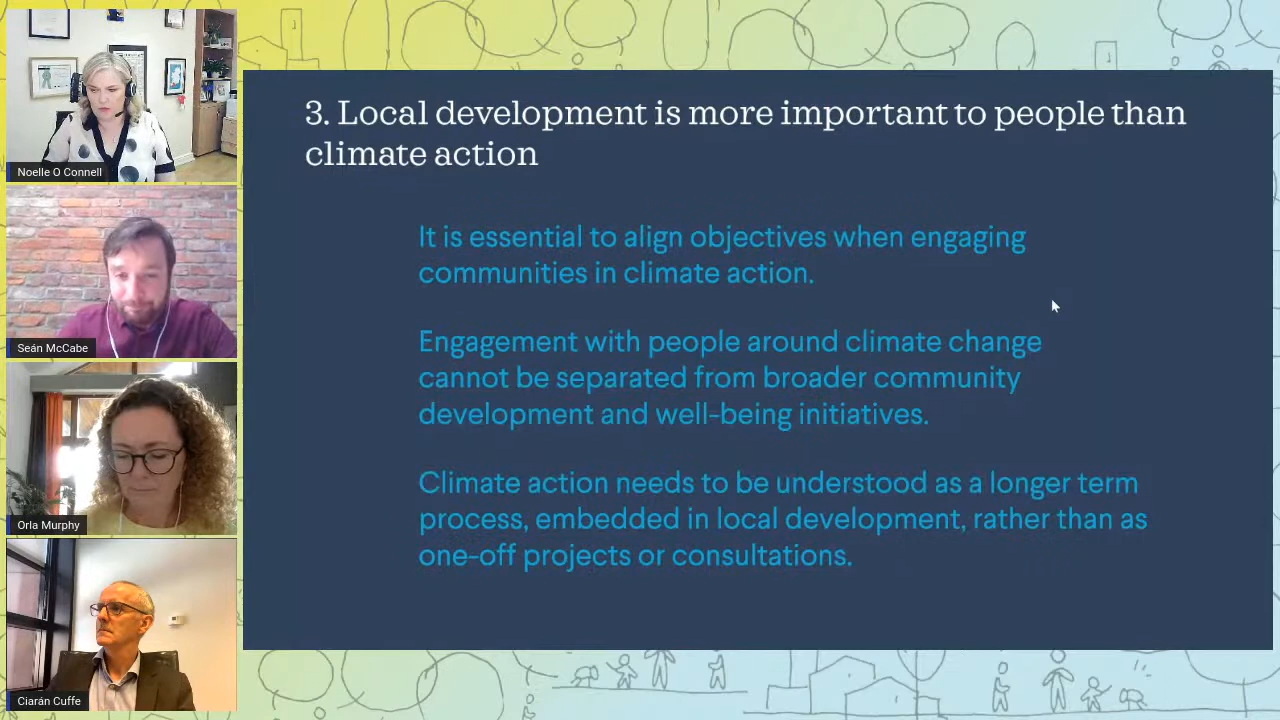 Noelle O Connell
Seán McCabe
Orla Murphy
Ciarán Cuffe
3. Local development is more important to people than
climate action
It is essential to align objectives when engaging
communities in climate action.
Engagement with people around climate change
cannot be separated from broader community
development and well-being initiatives.
Climate action needs to be understood as a longer term
process, embedded in local development, rather than as
one-off projects or consultations.